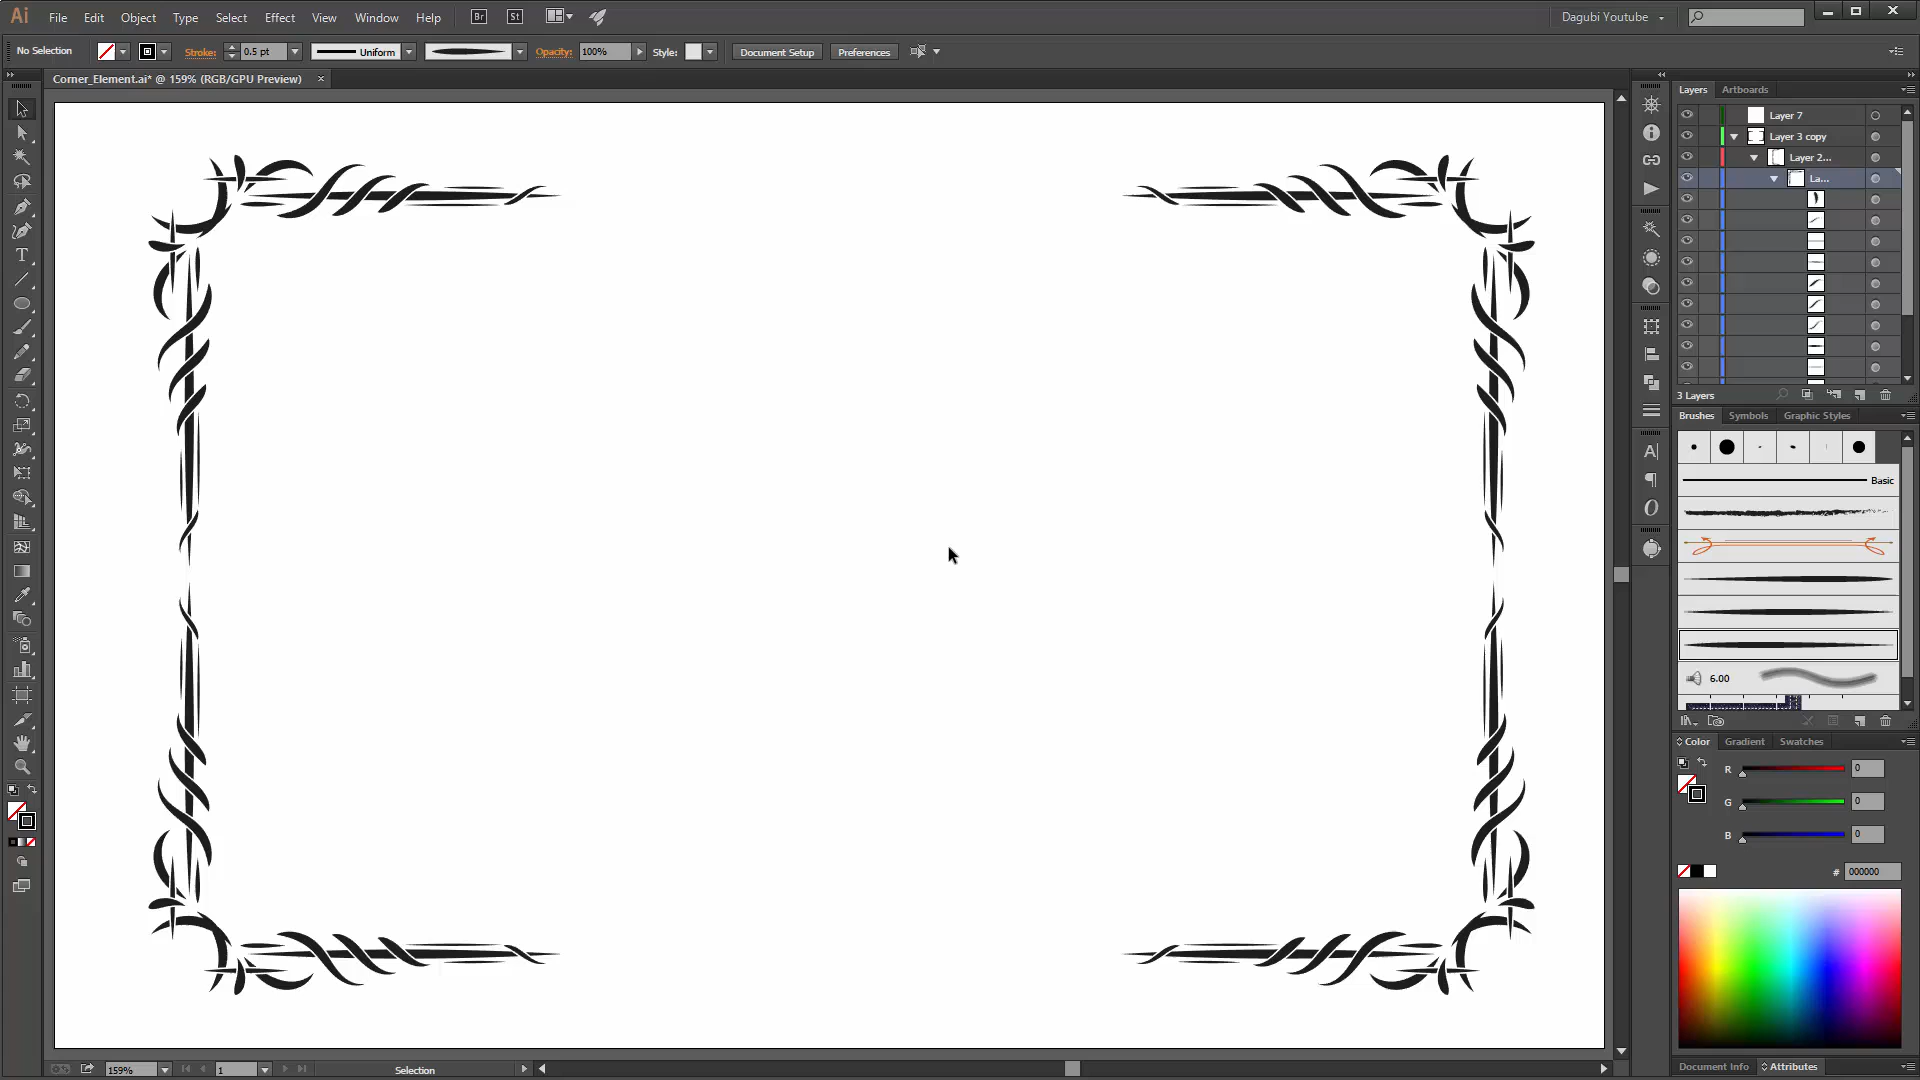 Ai File Edit Object Type Select Effect View Window Help Br St Dagubi Youtube
No Selection Stroke: 0.5 pt Uniform Opacity: 100% Style: Document Setup Preferences
Corner_Element.ai* @ 159% (RGB/GPU Preview) ×
Layers Artboards
Layer 7
Layer 3 copy
Layer 2...
La...
3 Layers
Brushes Symbols Graphic Styles
Basic
6.00
Color Gradient Swatches
R 0
G 0
B 0
# 000000
Document Info Attributes
159% 1 Selection